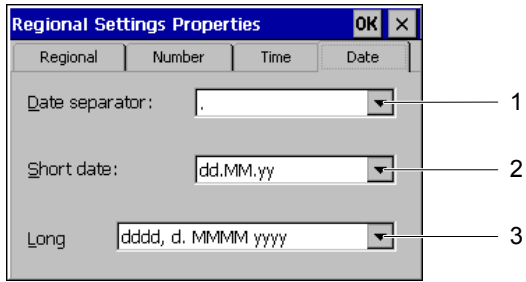 Regional Settings Properties OK ×
Regional Number Time Date
Date separator: . 1
Short date: dd.MM.yy 2
Long dddd, d. MMMM yyyy 3